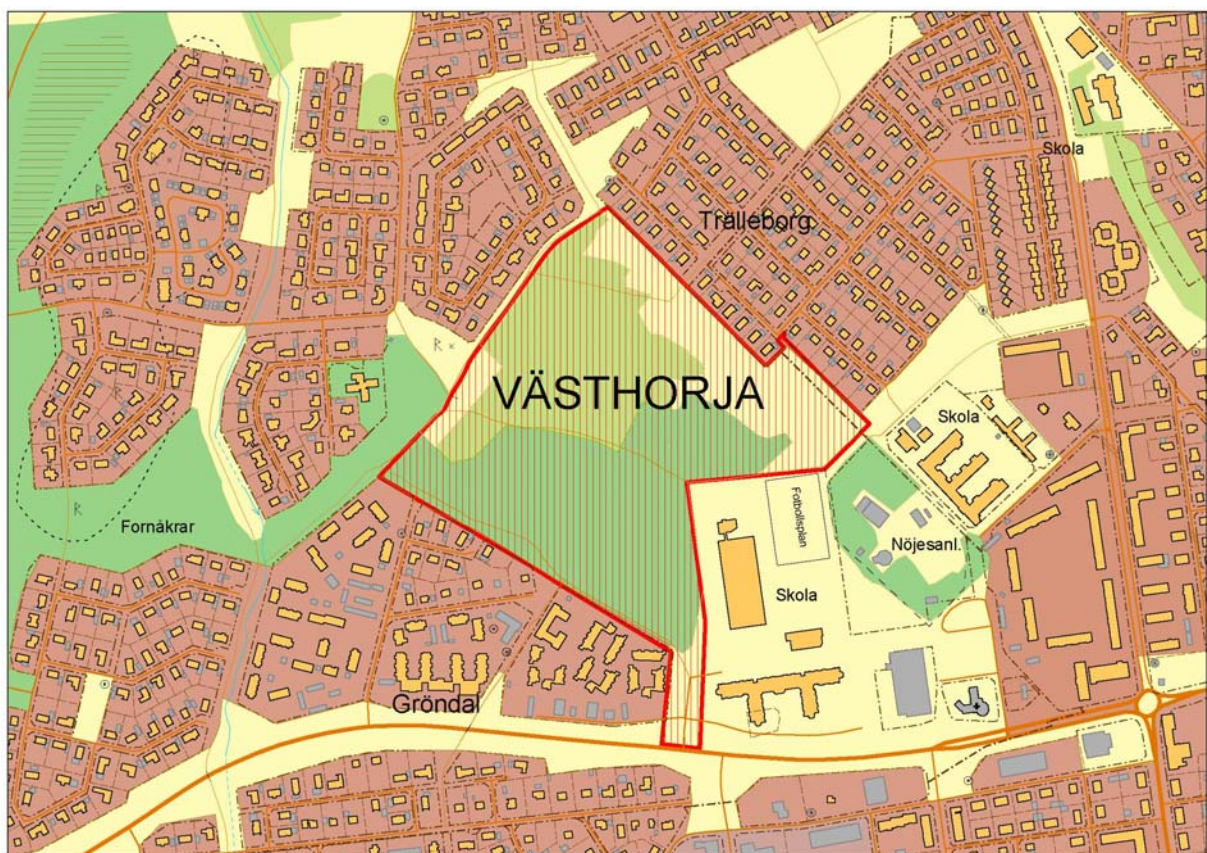 Skola
Trälleborg
VÄSTHORJA
Skola
Fornåkrar
Fotbollsplan
Nöjesanl.
Skola
Gröndal
R
R
R
R